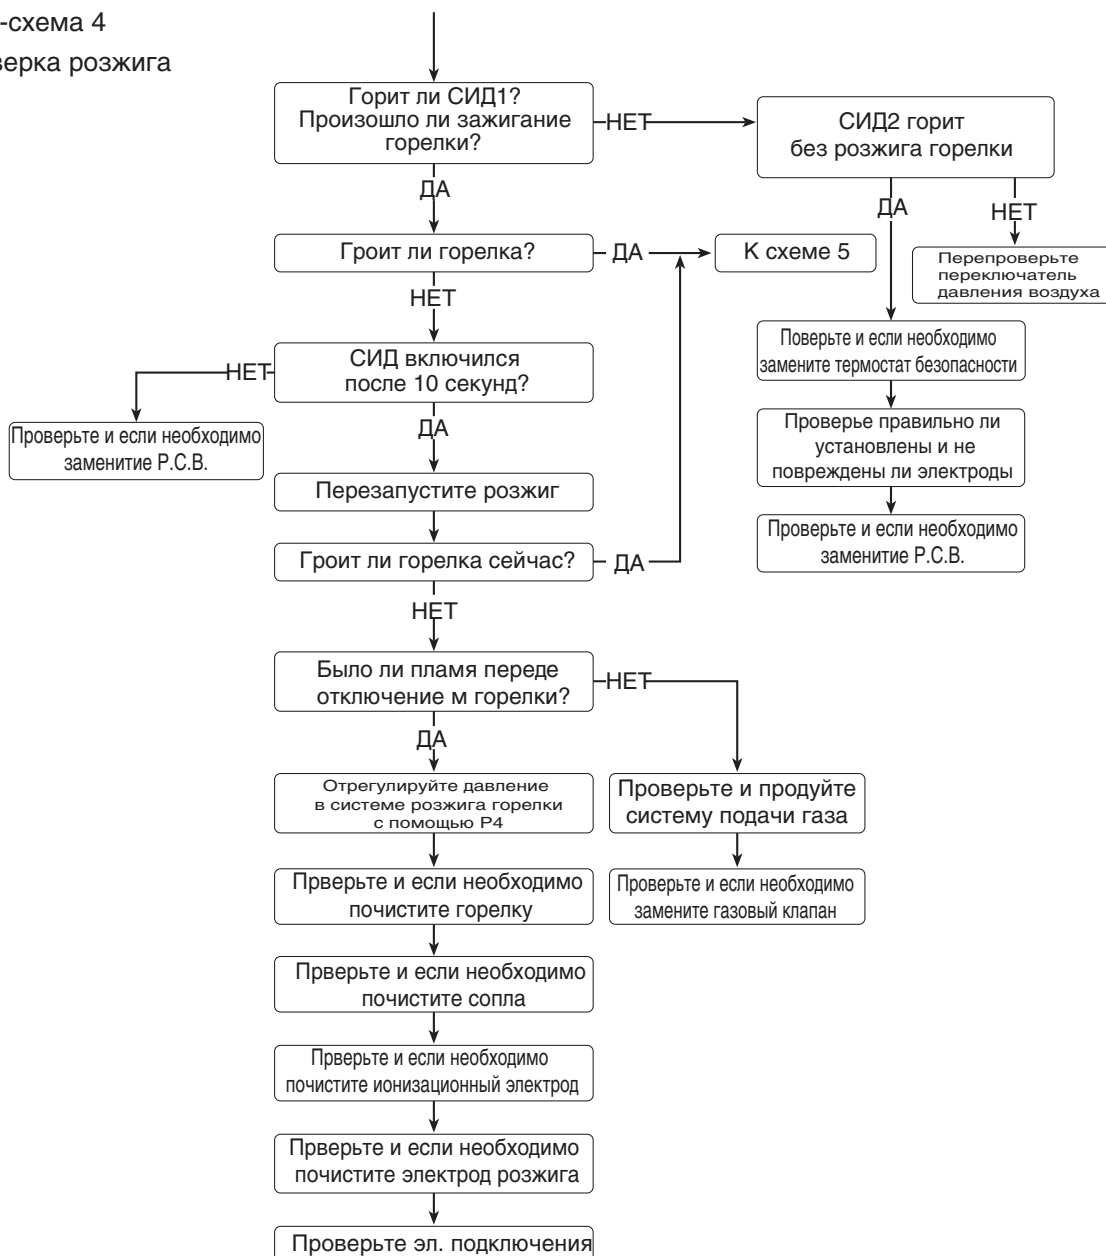 -схема 4
верка розжига
Горит ли СИД1?
Произошло ли зажигание
горелки?
НЕТ
СИД2 горит
без розжига горелки
ДА
ДА
НЕТ
Гроит ли горелка?
ДА
К схеме 5
Перепроверьте
переключатель
давления воздуха
НЕТ
СИД включился
после 10 секунд?
НЕТ
Поверьте и если необходимо
замените термостат безопасности
Проверьте и если необходимо
заменитие Р.С.В.
ДА
Проверье правильно ли
установлены и не
повреждены ли электроды
Перезапустите розжиг
Проверьте и если необходимо
заменитие Р.С.В.
Гроит ли горелка сейчас?
ДА
НЕТ
Было ли пламя переде
отключение м горелки?
НЕТ
ДА
Отрегулируйте давление
в системе розжига горелки
с помощью Р4
Проверьте и продуйте
систему подачи газа
Прверьте и если необходимо
почистите горелку
Проверьте и если необходимо
замените газовый клапан
Прверьте и если необходимо
почистите сопла
Прверьте и если необходимо
почистите ионизационный электрод
Прверьте и если необходимо
почистите электрод розжига
Проверьте эл. подключения